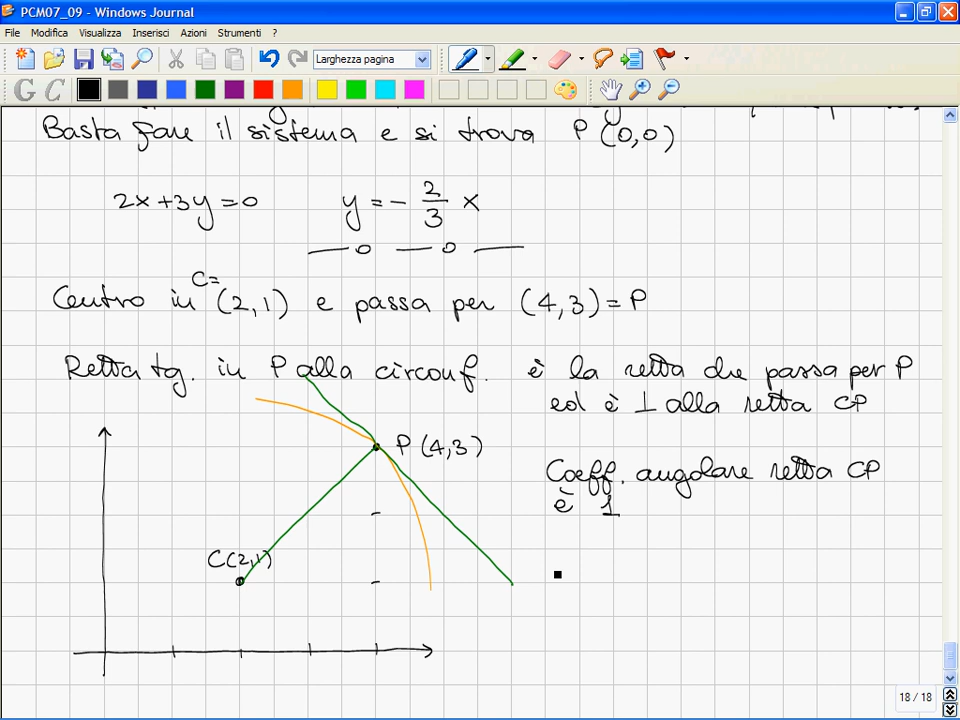 PCM07_09 - Windows Journal
File Modifica Visualizza Inserisci Azioni Strumenti ?
Larghezza pagina
G C
Basta fare il sistema e si trova P (0,0)
2x+3y=0 y = - 2/3 x
C=
Centro in (2,1) e passa per (4,3) = P
Retta tg. in P alla circonf. è la retta che passa per P
ed è ⊥ alla retta CP
P (4,3)
Coeff. angolare retta CP
è 1
C(2,1)
18 / 18